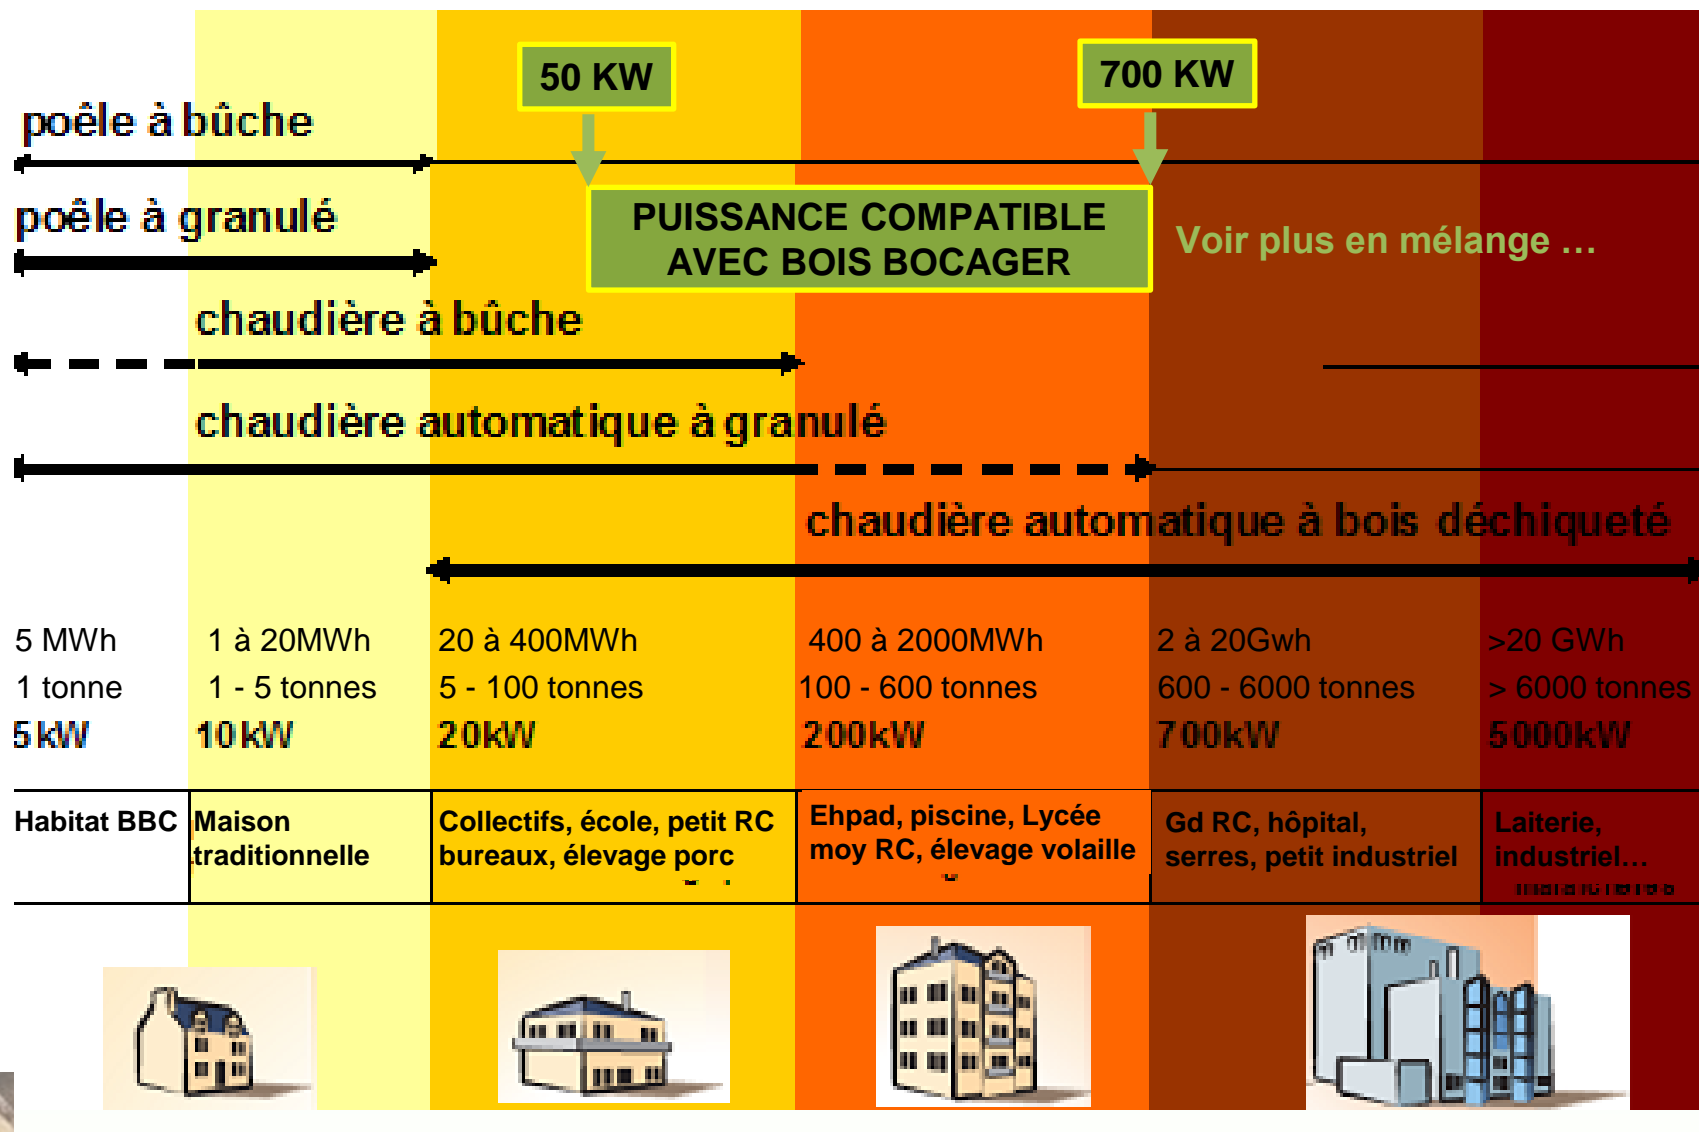 50 KW
700 KW
poêle à bûche
poêle à granulé
PUISSANCE COMPATIBLE
AVEC BOIS BOCAGER
Voir plus en mélange …
chaudière à bûche
chaudière automatique à granulé
chaudière automatique à bois déchiqueté
5 MWh 1 à 20MWh 20 à 400MWh 400 à 2000MWh 2 à 20Gwh >20 GWh
1 tonne 1 - 5 tonnes 5 - 100 tonnes 100 - 600 tonnes 600 - 6000 tonnes > 6000 tonnes
5kW 10kW 20kW 200kW 700kW 5000kW
Habitat BBC
Maison
traditionnelle
Collectifs, école, petit RC
bureaux, élevage porc
Ehpad, piscine, Lycée
moy RC, élevage volaille
Gd RC, hôpital,
serres, petit industriel
Laiterie,
industriel…